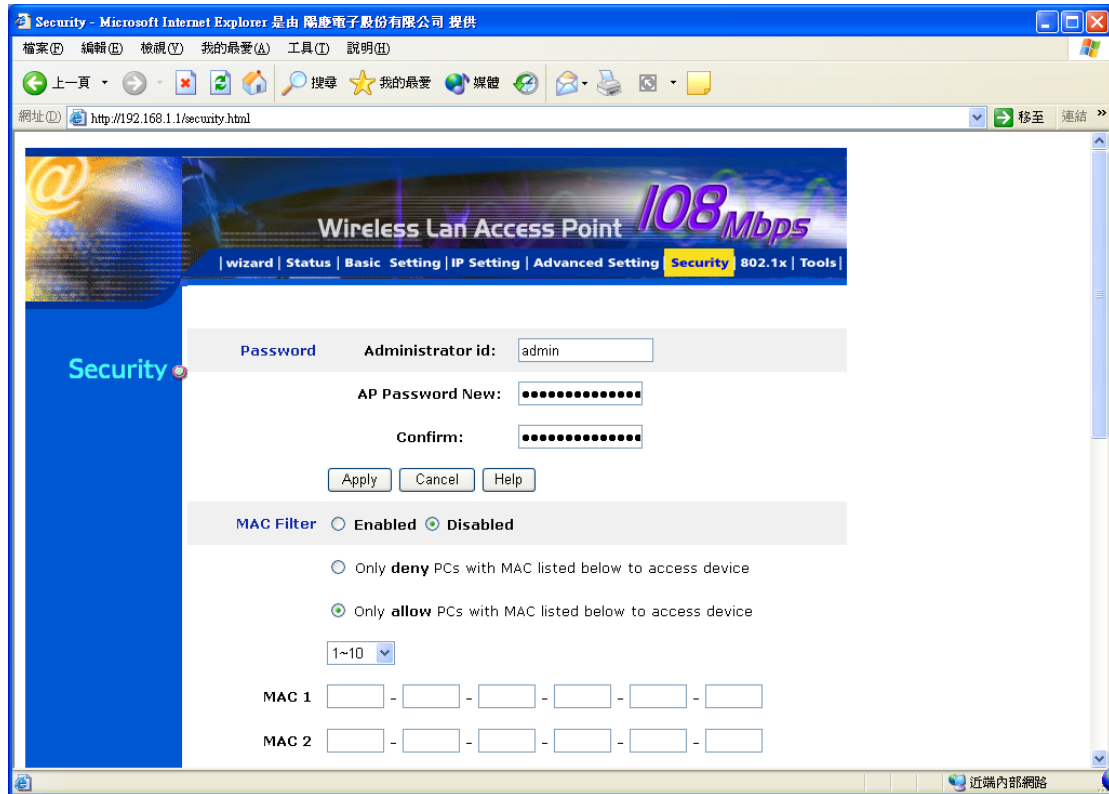 Security - Microsoft Internet Explorer 是由 陽慶電子股份有限公司 提供
檔案(F) 編輯(E) 檢視(V) 我的最愛(A) 工具(T) 說明(H)
上一頁 搜尋 我的最愛 媒體
網址(D) http://192.168.1.1/security.html 移至 連結 »
@
Wireless Lan Access Point 108Mbps
| wizard | Status | Basic Setting | IP Setting | Advanced Setting | Security | 802.1x | Tools |
Security
Password Administrator id: admin
AP Password New: ●●●●●●●●●●●●●●
Confirm: ●●●●●●●●●●●●●●
Apply Cancel Help
MAC Filter Enabled Disabled
Only deny PCs with MAC listed below to access device
Only allow PCs with MAC listed below to access device
1~10
MAC 1 - - - - -
MAC 2 - - - - -
近端內部網路